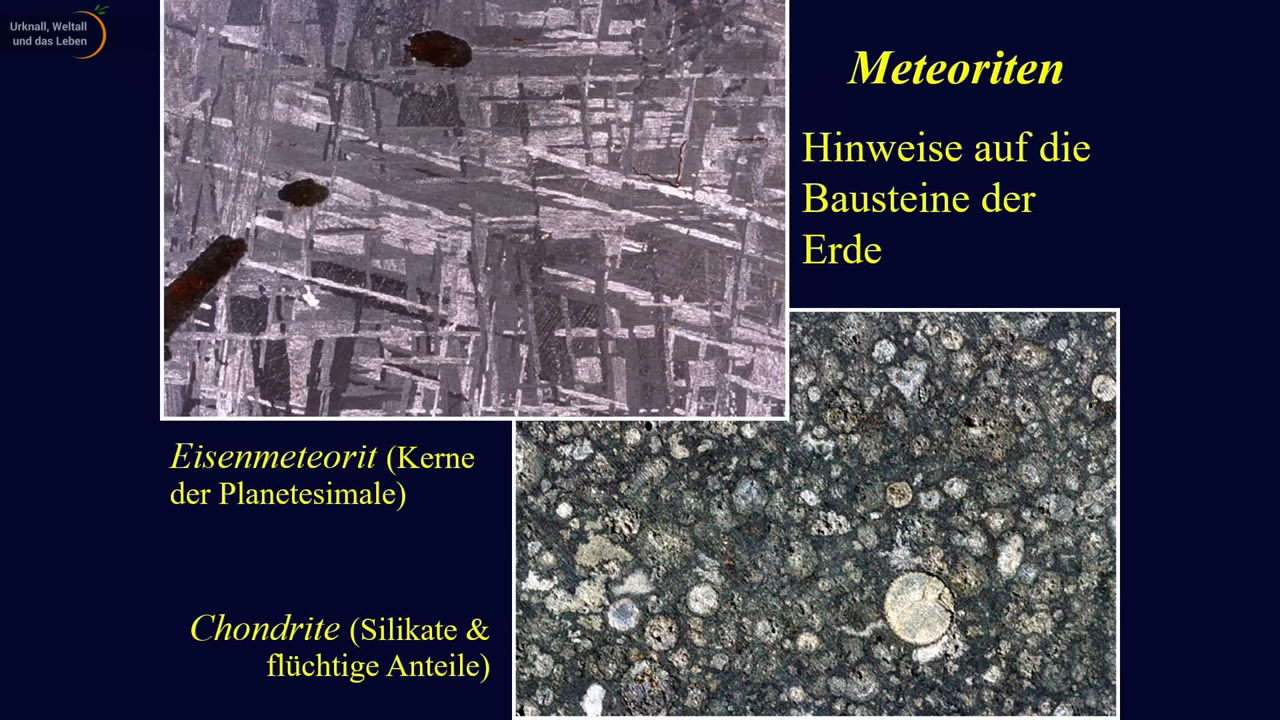 Urknall, Weltall
und das Leben
Meteoriten
Hinweise auf die
Bausteine der
Erde
Eisenmeteorit (Kerne
der Planetesimale)
Chondrite (Silikate &
flüchtige Anteile)